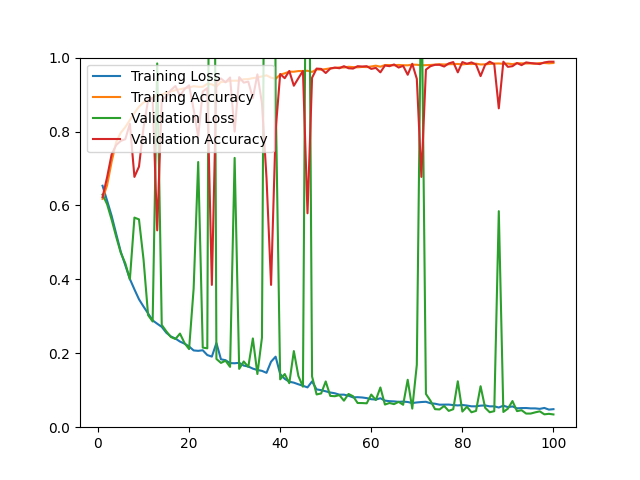 1.0
0.8
0.6
0.4
0.2
0.0
Training Loss
Training Accuracy
Validation Loss
Validation Accuracy
0 20 40 60 80 100